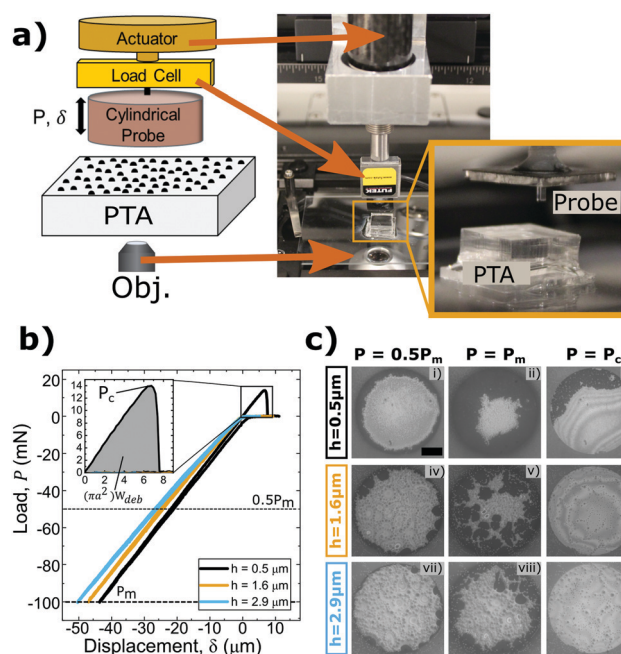 a)
Actuator
Load Cell
P, δ
Cylindrical
Probe
PTA
Obj.
FUTEK
Probe
PTA
b)
Load, P (mN)
20
0
-20
-40
-60
-80
-100
14
12
10
8
6
4
2
0
0 2 4 6 8
P_c
(πa²)W_deb
0.5P_m
P_m
h = 0.5 μm
h = 1.6 μm
h = 2.9 μm
-50 -40 -30 -20 -10 0 10
Displacement, δ (μm)
c)
P = 0.5P_m P = P_m P = P_c
h=0.5μm
i) ii)
h=1.6μm
iv) v)
h=2.9μm
vii) viii)